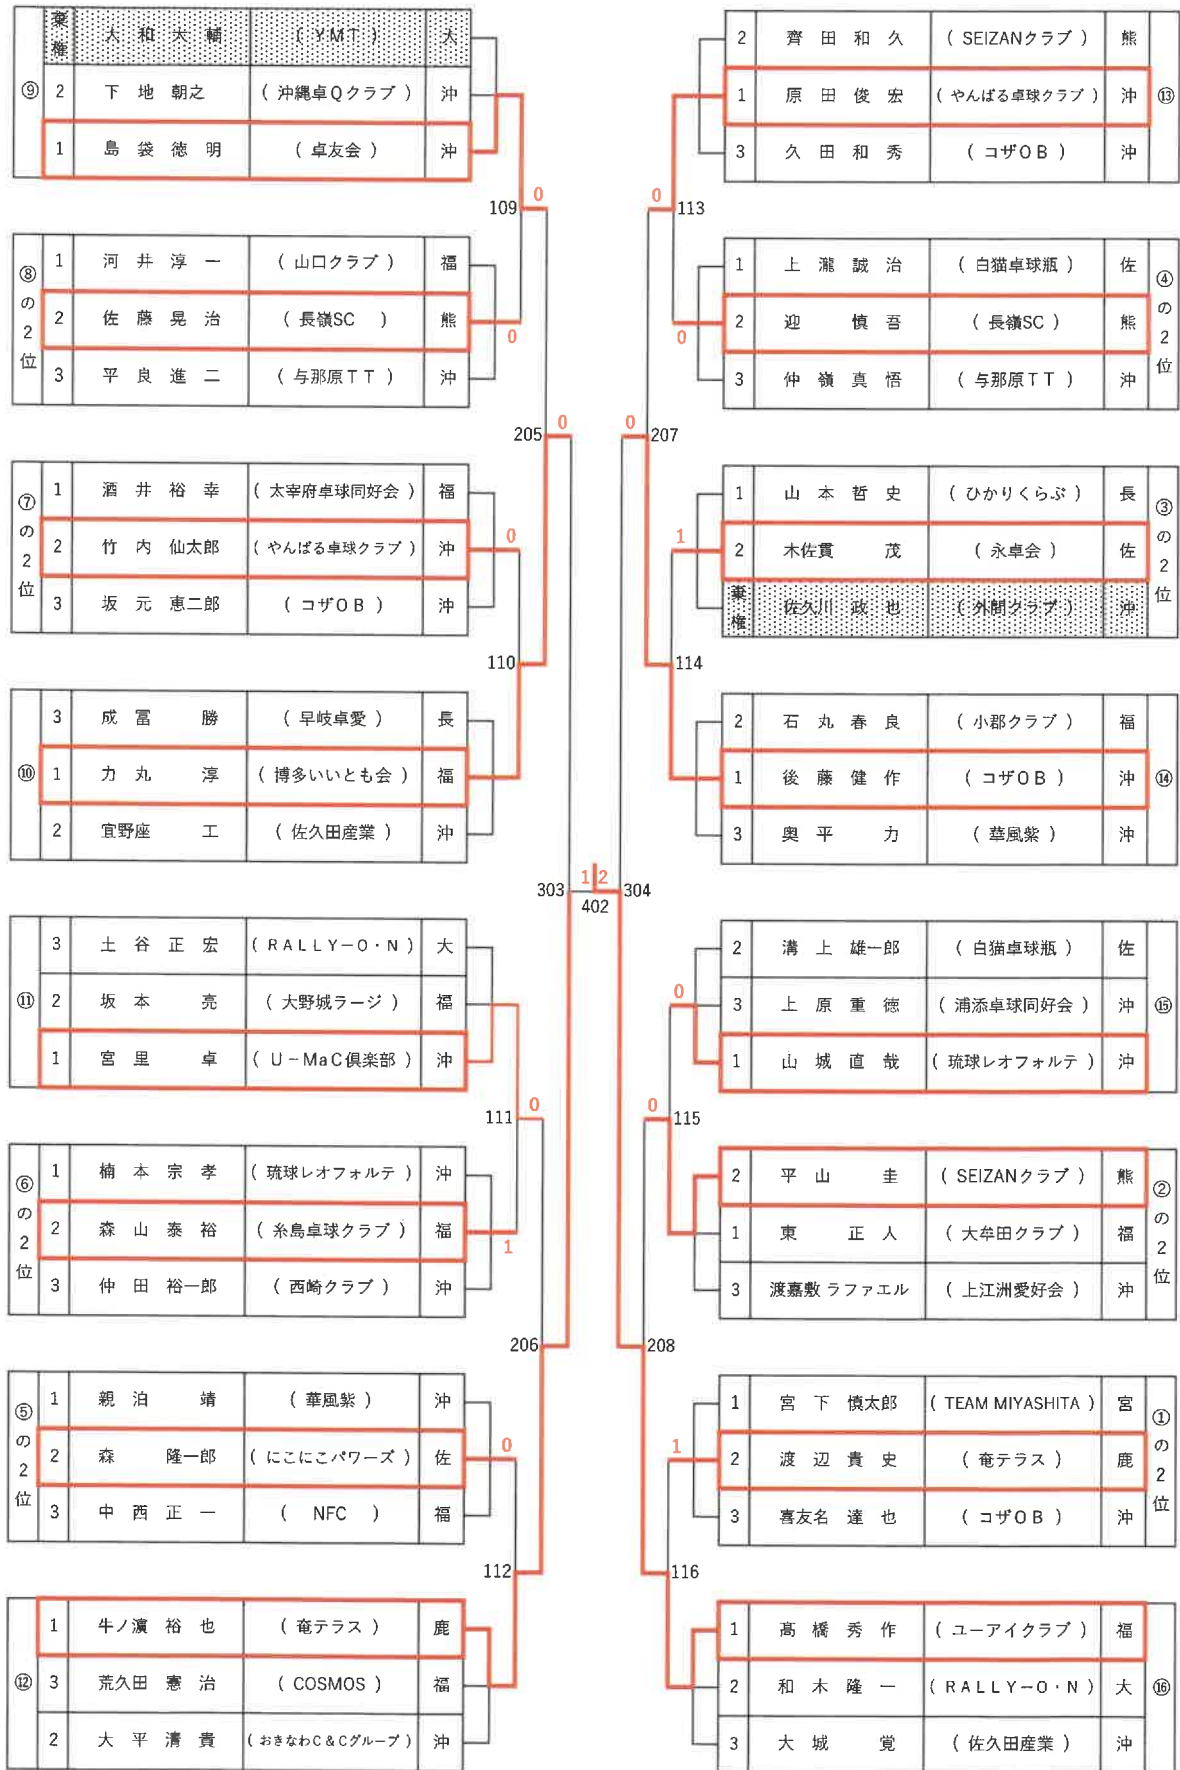 ⑨
棄権 大和大輔 (YMT) 大
2 下地朝之 (沖縄卓Qクラブ) 沖
1 島袋徳明 (卓友会) 沖
109
0
0
⑧の2位
1 河井淳一 (山口クラブ) 福
2 佐藤晃治 (長嶺SC) 熊
3 平良進二 (与那原TT) 沖
205
0
⑦の2位
1 酒井裕幸 (太宰府卓球同好会) 福
2 竹内仙太郎 (やんばる卓球クラブ) 沖
3 坂元恵二郎 (コザOB) 沖
0
110
⑩
3 成冨勝 (早岐卓愛) 長
1 力丸淳 (博多いいとも会) 福
2 宜野座工 (佐久田産業) 沖
303
1 2
402
304
⑪
3 土谷正宏 (RALLY-O・N) 大
2 坂本亮 (大野城ラージ) 福
1 宮里卓 (U-MaC倶楽部) 沖
111
0
1
⑥の2位
1 楠本宗孝 (琉球レオフォルテ) 沖
2 森山泰裕 (糸島卓球クラブ) 福
3 仲田裕一郎 (西崎クラブ) 沖
206
⑤の2位
1 親泊靖 (華風紫) 沖
2 森隆一郎 (にこにこパワーズ) 佐
3 中西正一 (NFC) 福
0
112
⑫
1 牛ノ濵裕也 (奄テラス) 鹿
3 荒久田憲治 (COSMOS) 福
2 大平清貴 (おきなわC&Cグループ) 沖
⑬
2 齊田和久 (SEIZANクラブ) 熊
1 原田俊宏 (やんばる卓球クラブ) 沖
3 久田和秀 (コザOB) 沖
0
113
0
④の2位
1 上瀧誠治 (白猫卓球瓶) 佐
2 迎慎吾 (長嶺SC) 熊
3 仲嶺真悟 (与那原TT) 沖
0
207
③の2位
1 山本哲史 (ひかりくらぶ) 長
2 木佐貫茂 (永卓会) 佐
棄権 佐久川政也 (外間クラブ) 沖
1
114
⑭
2 石丸春良 (小郡クラブ) 福
1 後藤健作 (コザOB) 沖
3 奥平力 (華風紫) 沖
⑮
2 溝上雄一郎 (白猫卓球瓶) 佐
3 上原重徳 (浦添卓球同好会) 沖
1 山城直哉 (琉球レオフォルテ) 沖
0
0
115
②の2位
2 平山圭 (SEIZANクラブ) 熊
1 東正人 (大牟田クラブ) 福
3 渡嘉敷ラファエル (上江洲愛好会) 沖
208
①の2位
1 宮下慎太郎 (TEAM MIYASHITA) 宮
2 渡辺貴史 (奄テラス) 鹿
3 喜友名達也 (コザOB) 沖
1
116
⑯
1 髙橋秀作 (ユーアイクラブ) 福
2 和木隆一 (RALLY-O・N) 大
3 大城覚 (佐久田産業) 沖